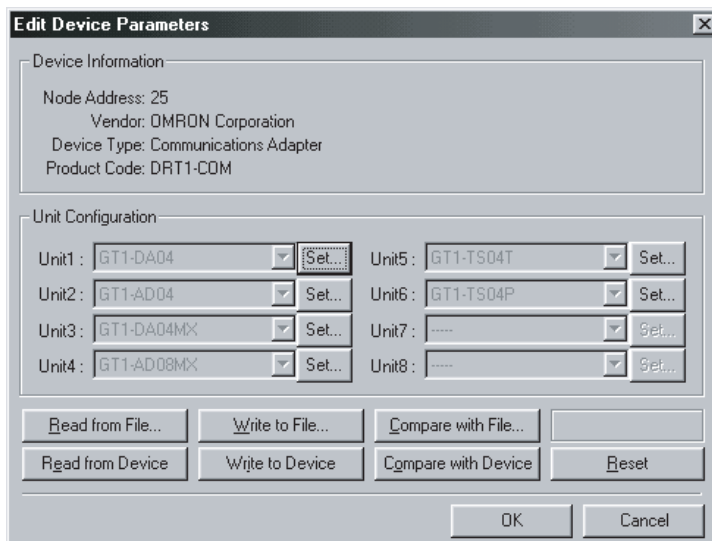 Edit Device Parameters
Device Information
Node Address: 25
Vendor: OMRON Corporation
Device Type: Communications Adapter
Product Code: DRT1-COM
Unit Configuration
Unit1 : GT1-DA04 Set... Unit5 : GT1-TS04T Set...
Unit2 : GT1-AD04 Set... Unit6 : GT1-TS04P Set...
Unit3 : GT1-DA04MX Set... Unit7 : ----- Set...
Unit4 : GT1-AD08MX Set... Unit8 : ----- Set...
Read from File... Write to File... Compare with File...
Read from Device Write to Device Compare with Device Reset
OK Cancel